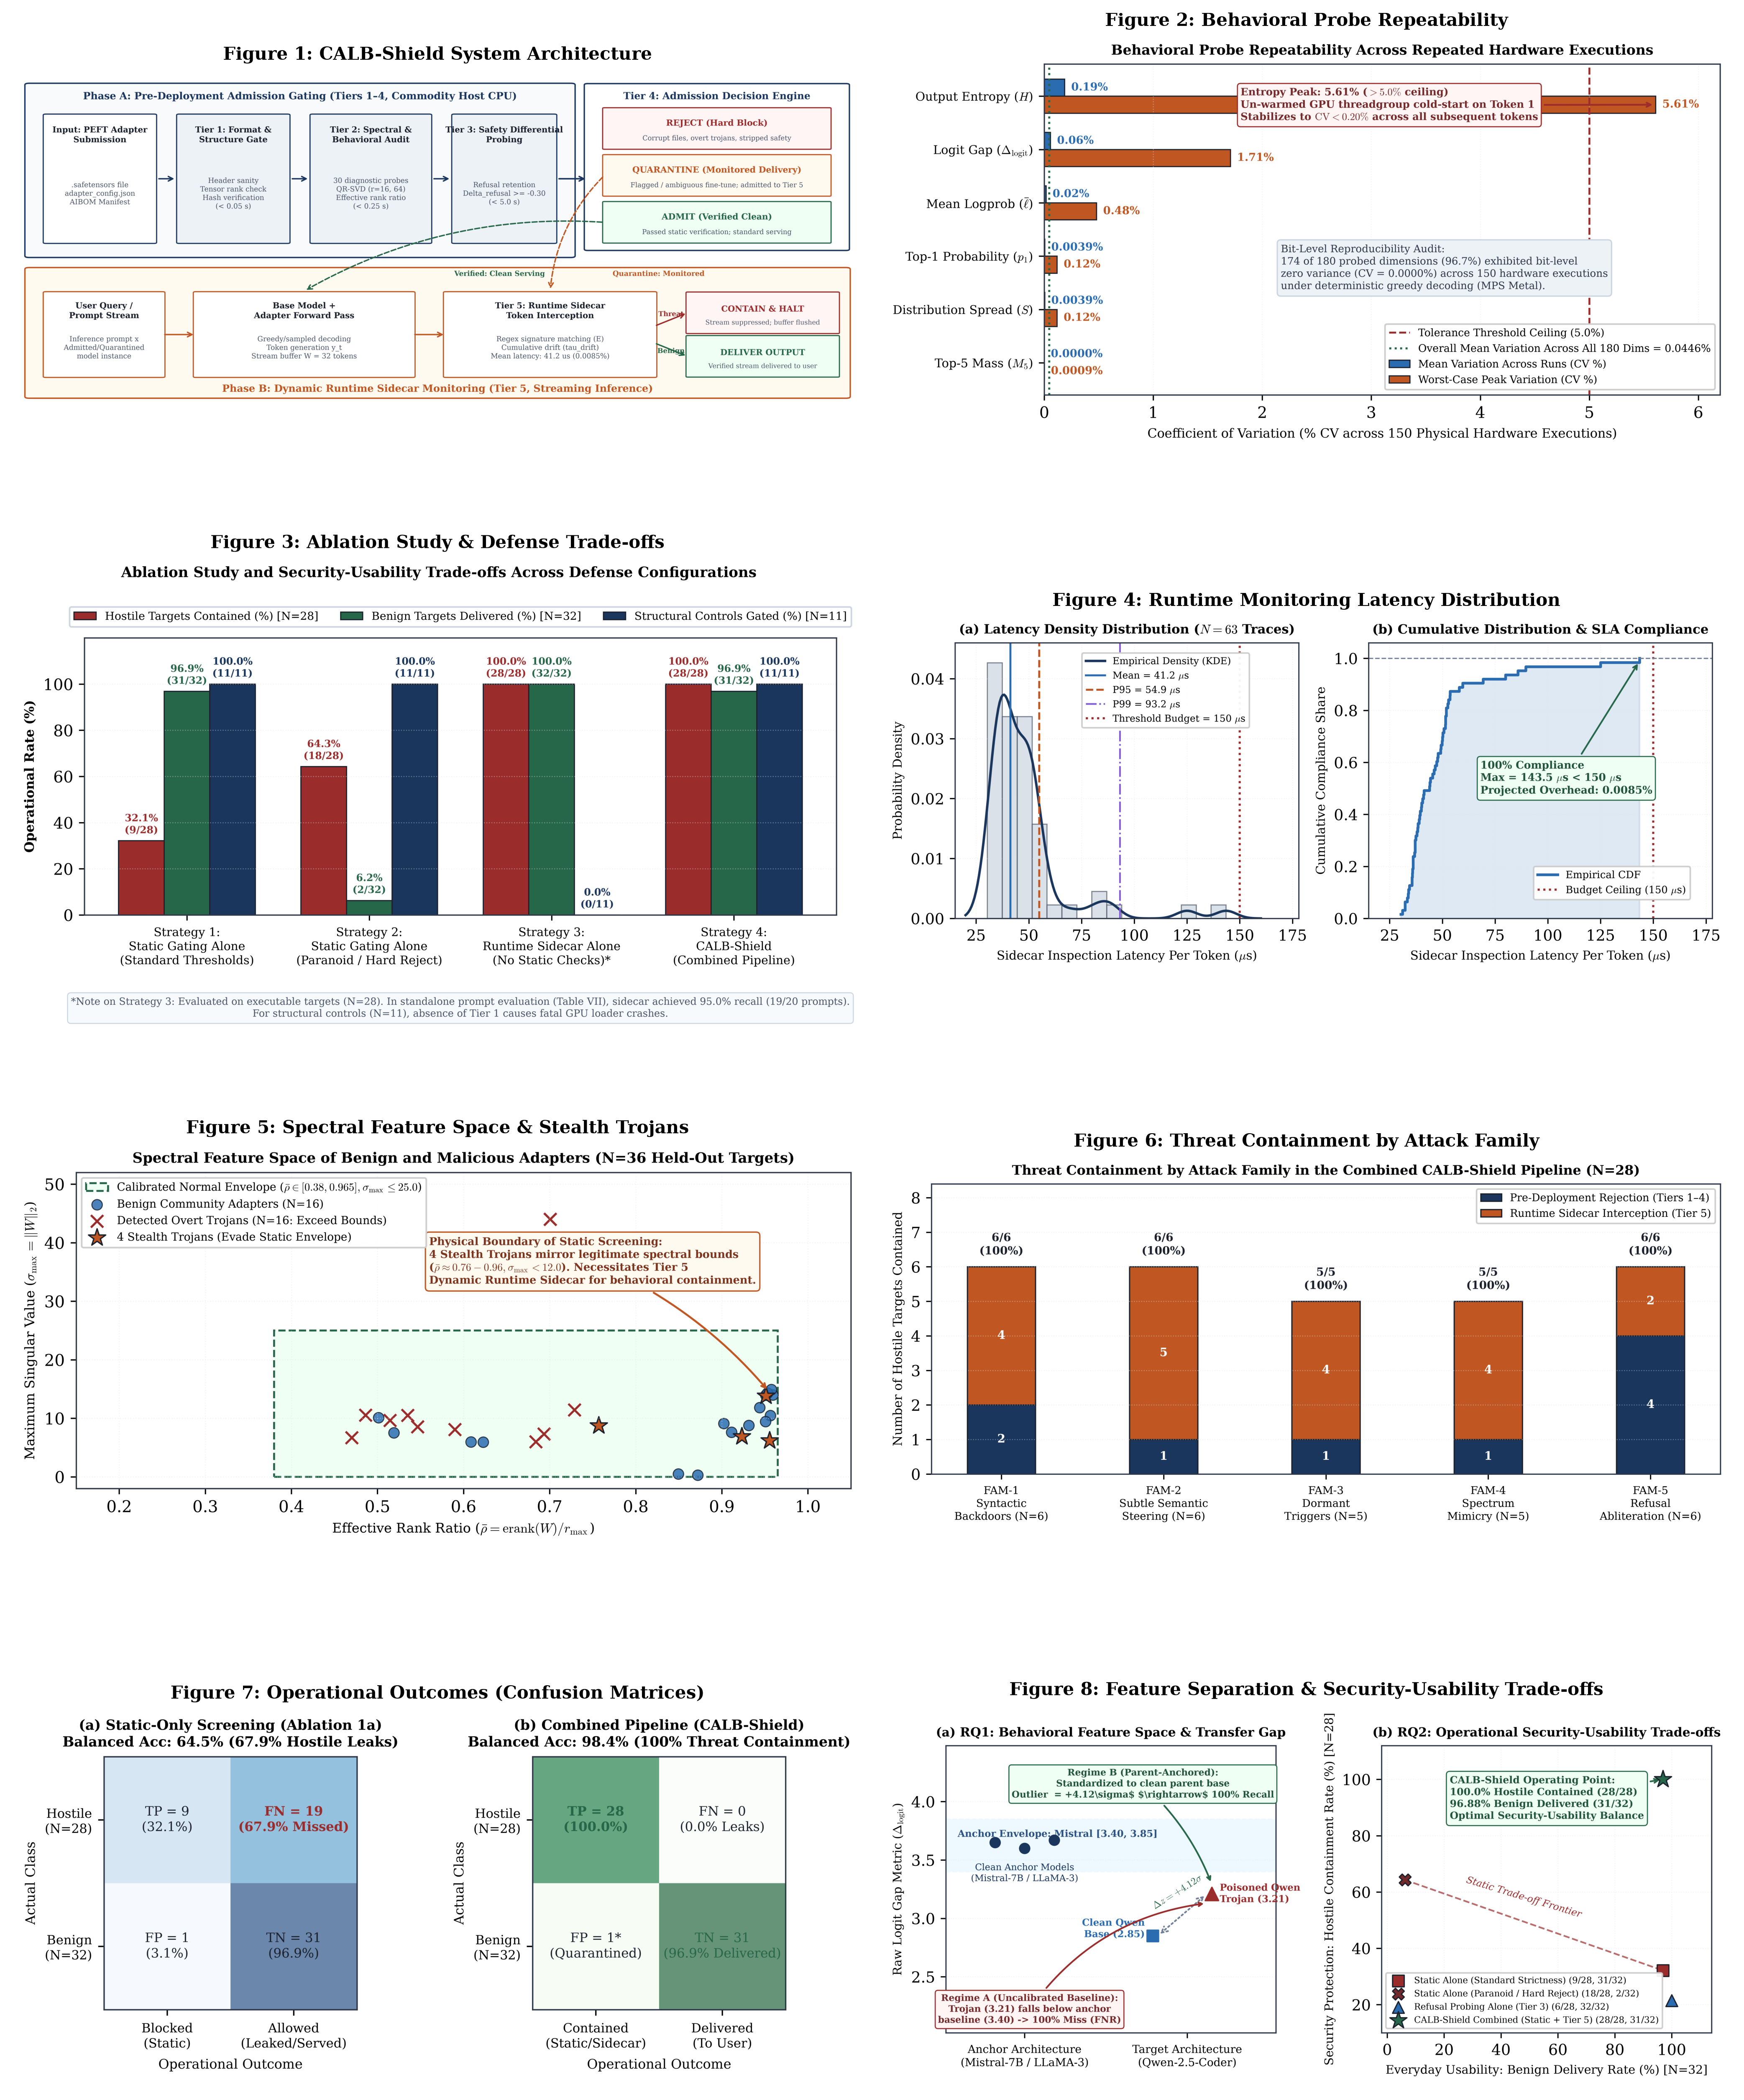 Figure 1: CALB-Shield System Architecture
Phase A: Pre-Deployment Admission Gating (Tiers 1–4, Commodity Host CPU)
Input: PEFT Adapter
Submission
.safetensors file
adapter_config.json
AIBOM Manifest
Tier 1: Format &
Structure Gate
Header sanity
Tensor rank check
Hash verification
(< 0.05 s)
Tier 2: Spectral &
Behavioral Audit
30 diagnostic probes
QR-SVD (r=16, 64)
Effective rank ratio
(< 0.25 s)
Tier 3: Safety Differential
Probing
Refusal retention
Delta_refusal >= -0.30
(< 5.0 s)
Tier 4: Admission Decision Engine
REJECT (Hard Block)
Corrupt files, overt trojans, stripped safety
QUARANTINE (Monitored Delivery)
Flagged / ambiguous fine-tune; admitted to Tier 5
ADMIT (Verified Clean)
Passed static verification; standard serving
Verified: Clean Serving
Quarantine: Monitored
User Query /
Prompt Stream
Inference prompt x
Admitted/Quarantined
model instance
Base Model +
Adapter Forward Pass
Greedy/sampled decoding
Token generation y_t
Stream buffer W = 32 tokens
Tier 5: Runtime Sidecar
Token Interception
Regex signature matching (E)
Cumulative drift (tau_drift)
Mean latency: 41.2 us (0.0085%)
Threat
Benign
CONTAIN & HALT
Stream suppressed; buffer flushed
DELIVER OUTPUT
Verified stream delivered to user
Phase B: Dynamic Runtime Sidecar Monitoring (Tier 5, Streaming Inference)
Figure 2: Behavioral Probe Repeatability
Behavioral Probe Repeatability Across Repeated Hardware Executions
Output Entropy (H)
0.19%
5.61%
Entropy Peak: 5.61% (>5.0% ceiling)
Un-warmed GPU threadgroup cold-start on Token 1
Stabilizes to CV < 0.20% across all subsequent tokens
Logit Gap (Δ_logit)
0.06%
1.71%
Mean Logprob (ℓ̄)
0.02%
0.48%
Top-1 Probability (p₁)
0.0039%
0.12%
Distribution Spread (S)
0.0039%
0.12%
Top-5 Mass (M₅)
0.0000%
0.0009%
Bit-Level Reproducibility Audit:
174 of 180 probed dimensions (96.7%) exhibited bit-level
zero variance (CV = 0.0000%) across 150 hardware executions
under deterministic greedy decoding (MPS Metal).
Tolerance Threshold Ceiling (5.0%)
Overall Mean Variation Across All 180 Dims = 0.0446%
Mean Variation Across Runs (CV %)
Worst-Case Peak Variation (CV %)
0 1 2 3 4 5 6
Coefficient of Variation (% CV across 150 Physical Hardware Executions)
Figure 3: Ablation Study & Defense Trade-offs
Ablation Study and Security-Usability Trade-offs Across Defense Configurations
Hostile Targets Contained (%) [N=28]
Benign Targets Delivered (%) [N=32]
Structural Controls Gated (%) [N=11]
Operational Rate (%)
100
80
60
40
20
0
32.1%
(9/28)
96.9%
(31/32)
100.0%
(11/11)
64.3%
(18/28)
6.2%
(2/32)
100.0%
(11/11)
100.0%
(28/28)
100.0%
(32/32)
0.0%
(0/11)
100.0%
(28/28)
96.9%
(31/32)
100.0%
(11/11)
Strategy 1:
Static Gating Alone
(Standard Thresholds)
Strategy 2:
Static Gating Alone
(Paranoid / Hard Reject)
Strategy 3:
Runtime Sidecar Alone
(No Static Checks)*
Strategy 4:
CALB-Shield
(Combined Pipeline)
*Note on Strategy 3: Evaluated on executable targets (N=28). In standalone prompt evaluation (Table VII), sidecar achieved 95.0% recall (19/20 prompts).
For structural controls (N=11), absence of Tier 1 causes fatal GPU loader crashes.
Figure 4: Runtime Monitoring Latency Distribution
(a) Latency Density Distribution (N = 63 Traces)
Probability Density
0.04
0.03
0.02
0.01
0.00
Empirical Density (KDE)
Mean = 41.2 μs
P95 = 54.9 μs
P99 = 93.2 μs
Threshold Budget = 150 μs
25 50 75 100 125 150 175
Sidecar Inspection Latency Per Token (μs)
(b) Cumulative Distribution & SLA Compliance
Cumulative Compliance Share
1.0
0.8
0.6
0.4
0.2
0.0
100% Compliance
Max = 143.5 μs < 150 μs
Projected Overhead: 0.0085%
Empirical CDF
Budget Ceiling (150 μs)
25 50 75 100 125 150 175
Sidecar Inspection Latency Per Token (μs)
Figure 5: Spectral Feature Space & Stealth Trojans
Spectral Feature Space of Benign and Malicious Adapters (N=36 Held-Out Targets)
Maximum Singular Value (σ_max = ||W||₂)
50
40
30
20
10
0
Calibrated Normal Envelope (ρ̄ ∈ [0.38, 0.965], σ_max ≤ 25.0)
Benign Community Adapters (N=16)
Detected Overt Trojans (N=16: Exceed Bounds)
4 Stealth Trojans (Evade Static Envelope)
Physical Boundary of Static Screening:
4 Stealth Trojans mirror legitimate spectral bounds
(ρ̄ ≈ 0.76 − 0.96, σ_max < 12.0). Necessitates Tier 5
Dynamic Runtime Sidecar for behavioral containment.
0.2 0.3 0.4 0.5 0.6 0.7 0.8 0.9 1.0
Effective Rank Ratio (ρ̄ = erank(W)/r_max)
Figure 6: Threat Containment by Attack Family
Threat Containment by Attack Family in the Combined CALB-Shield Pipeline (N=28)
Number of Hostile Targets Contained
8
7
6
5
4
3
2
1
0
Pre-Deployment Rejection (Tiers 1–4)
Runtime Sidecar Interception (Tier 5)
6/6
(100%)
4
2
6/6
(100%)
5
1
5/5
(100%)
4
1
5/5
(100%)
4
1
6/6
(100%)
2
4
FAM-1
Syntactic
Backdoors (N=6)
FAM-2
Subtle Semantic
Steering (N=6)
FAM-3
Dormant
Triggers (N=5)
FAM-4
Spectrum
Mimicry (N=5)
FAM-5
Refusal
Abliteration (N=6)
Figure 7: Operational Outcomes (Confusion Matrices)
(a) Static-Only Screening (Ablation 1a)
Balanced Acc: 64.5% (67.9% Hostile Leaks)
Actual Class
Hostile
(N=28)
Benign
(N=32)
TP = 9
(32.1%)
FN = 19
(67.9% Missed)
FP = 1
(3.1%)
TN = 31
(96.9%)
Blocked
(Static)
Allowed
(Leaked/Served)
Operational Outcome
(b) Combined Pipeline (CALB-Shield)
Balanced Acc: 98.4% (100% Threat Containment)
Actual Class
Hostile
(N=28)
Benign
(N=32)
TP = 28
(100.0%)
FN = 0
(0.0% Leaks)
FP = 1*
(Quarantined)
TN = 31
(96.9% Delivered)
Contained
(Static/Sidecar)
Delivered
(To User)
Operational Outcome
Figure 8: Feature Separation & Security-Usability Trade-offs
(a) RQ1: Behavioral Feature Space & Transfer Gap
Raw Logit Gap Metric (Δ_logit)
4.0
3.5
3.0
2.5
Regime B (Parent-Anchored):
Standardized to clean parent base
Outlier = +4.12\sigma$ $\rightarrow$ 100% Recall
Anchor Envelope: Mistral [3.40, 3.85]
Clean Anchor Models
(Mistral-7B / LLaMA-3)
Δz = +4.12σ
Poisoned Qwen
Trojan (3.21)
Clean Qwen
Base (2.85)
Regime A (Uncalibrated Baseline):
Trojan (3.21) falls below anchor
baseline (3.40) -> 100% Miss (FNR)
Anchor Architecture
(Mistral-7B / LLaMA-3)
Target Architecture
(Qwen-2.5-Coder)
(b) RQ2: Operational Security-Usability Trade-offs
Security Protection: Hostile Containment Rate (%) [N=28]
100
80
60
40
20
CALB-Shield Operating Point:
100.0% Hostile Contained (28/28)
96.88% Benign Delivered (31/32)
Optimal Security-Usability Balance
Static Trade-off Frontier
Static Alone (Standard Strictness) (9/28, 31/32)
Static Alone (Paranoid / Hard Reject) (18/28, 2/32)
Refusal Probing Alone (Tier 3) (6/28, 32/32)
CALB-Shield Combined (Static + Tier 5) (28/28, 31/32)
0 20 40 60 80 100
Everyday Usability: Benign Delivery Rate (%) [N=32]